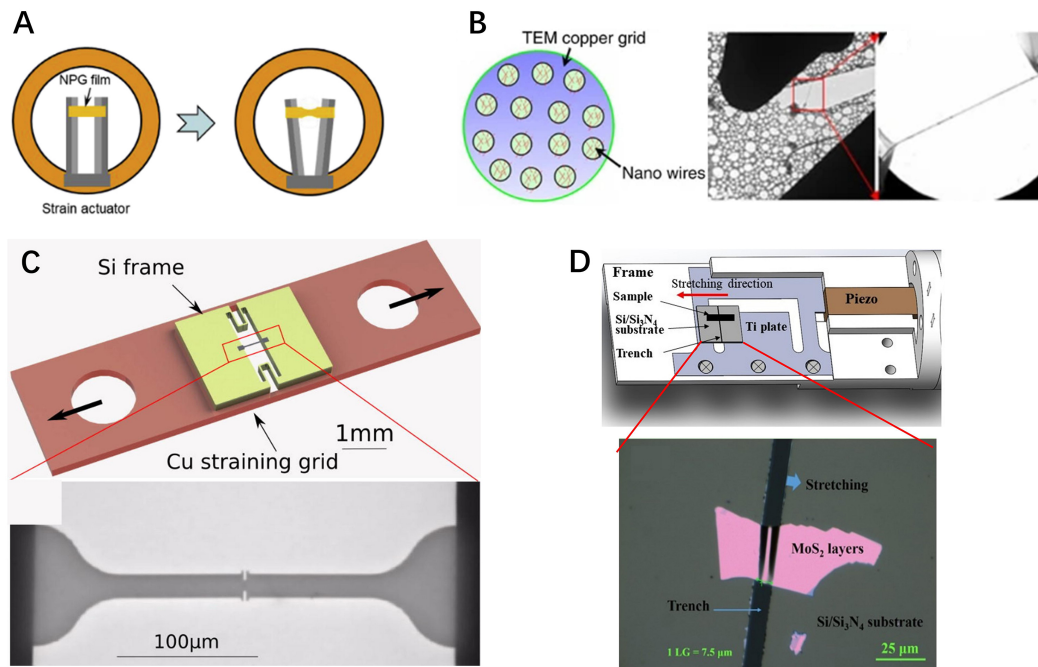 A
NPG film
Strain actuator
B
TEM copper grid
Nano wires
C
Si frame
1mm
Cu straining grid
100μm
D
Frame
Stretching direction
Sample
Piezo
Si/Si₃N₄
substrate
Ti plate
Trench
Stretching
MoS₂ layers
Trench
Si/Si₃N₄ substrate
1 LG = 7.5 μm
25 μm